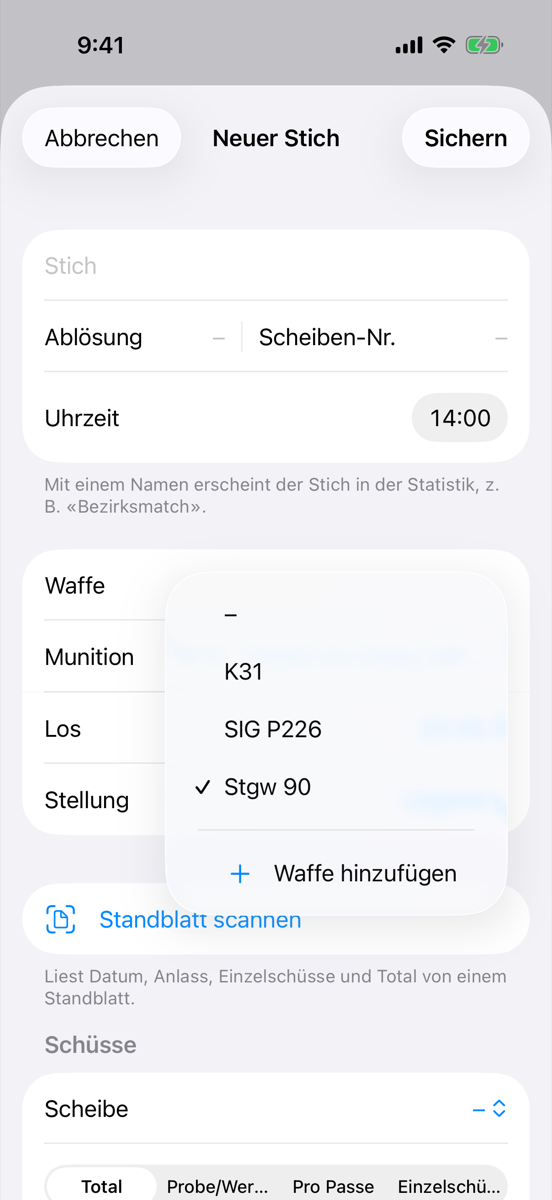 9:41
Abbrechen
Neuer Stich
Sichern
Stich
Ablösung –
Scheiben-Nr. –
Uhrzeit 14:00
Mit einem Namen erscheint der Stich in der Statistik, z.
B. «Bezirksmatch».
Waffe
–
Munition
K31
Los
SIG P226
✓ Stgw 90
Stellung
+ Waffe hinzufügen
Standblatt scannen
Liest Datum, Anlass, Einzelschüsse und Total von einem
Standblatt.
Schüsse
Scheibe –
Total
Probe/Wer...
Pro Passe
Einzelschü...